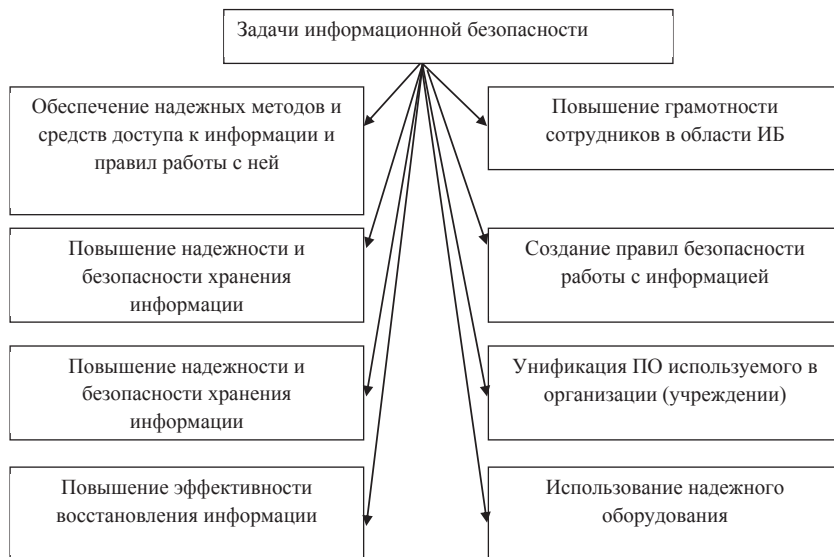 Задачи информационной безопасности
Обеспечение надежных методов и
средств доступа к информации и
правил работы с ней
Повышение надежности и
безопасности хранения
информации
Повышение надежности и
безопасности хранения
информации
Повышение эффективности
восстановления информации
Повышение грамотности
сотрудников в области ИБ
Создание правил безопасности
работы с информацией
Унификация ПО используемого в
организации (учреждении)
Использование надежного
оборудования